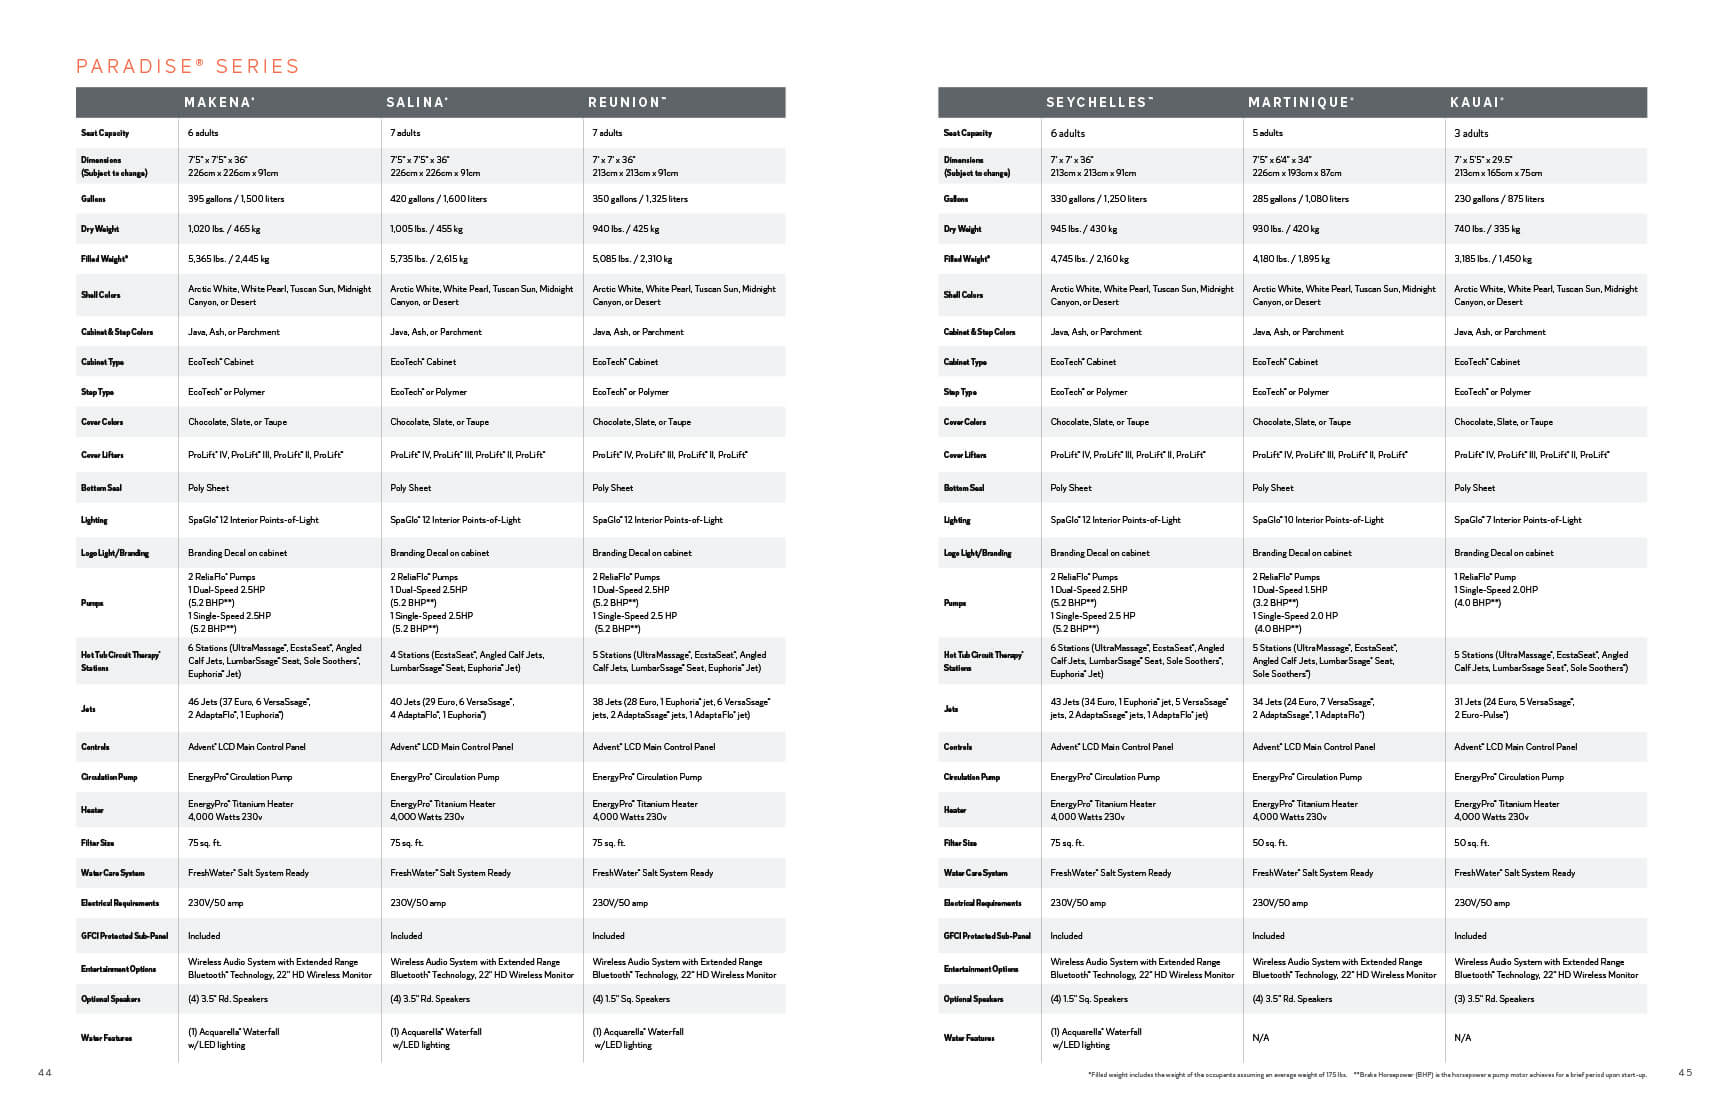 PARADISE® SERIES
MAKENA® SALINA® REUNION™
Seat Capacity 6 adults 7 adults 7 adults
Dimensions 7'5" x 7'5" x 36" 7'5" x 7'5" x 36" 7' x 7' x 36"
(Subject to change) 226cm x 226cm x 91cm 226cm x 226cm x 91cm 213cm x 213cm x 91cm
Gallons 395 gallons / 1,500 liters 420 gallons / 1,600 liters 350 gallons / 1,325 liters
Dry Weight 1,020 lbs. / 465 kg 1,005 lbs. / 455 kg 940 lbs. / 425 kg
Filled Weight* 5,365 lbs. / 2,445 kg 5,735 lbs. / 2,615 kg 5,085 lbs. / 2,310 kg
Shell Colors Arctic White, White Pearl, Tuscan Sun, Midnight Arctic White, White Pearl, Tuscan Sun, Midnight Arctic White, White Pearl, Tuscan Sun, Midnight
Canyon, or Desert Canyon, or Desert Canyon, or Desert
Cabinet & Step Colors Java, Ash, or Parchment Java, Ash, or Parchment Java, Ash, or Parchment
Cabinet Type EcoTech® Cabinet EcoTech® Cabinet EcoTech® Cabinet
Step Type EcoTech® or Polymer EcoTech® or Polymer EcoTech® or Polymer
Cover Colors Chocolate, Slate, or Taupe Chocolate, Slate, or Taupe Chocolate, Slate, or Taupe
Cover Lifters ProLift® IV, ProLift® III, ProLift® II, ProLift® ProLift® IV, ProLift® III, ProLift® II, ProLift® ProLift® IV, ProLift® III, ProLift® II, ProLift®
Bottom Seal Poly Sheet Poly Sheet Poly Sheet
Lighting SpaGlo® 12 Interior Points-of-Light SpaGlo® 12 Interior Points-of-Light SpaGlo® 12 Interior Points-of-Light
Logo Light/Branding Branding Decal on cabinet Branding Decal on cabinet Branding Decal on cabinet
Pumps 2 ReliaFlo® Pumps 2 ReliaFlo® Pumps 2 ReliaFlo® Pumps
1 Dual-Speed 2.5HP 1 Dual-Speed 2.5HP 1 Dual-Speed 2.5HP
(5.2 BHP**) (5.2 BHP**) (5.2 BHP**)
1 Single-Speed 2.5HP 1 Single-Speed 2.5HP 1 Single-Speed 2.5 HP
(5.2 BHP**) (5.2 BHP**) (5.2 BHP**)
Hot Tub Circuit Therapy® Stations 6 Stations (UltraMassage®, EcstaSeat®, Angled 4 Stations (EcstaSeat®, Angled Calf Jets, 5 Stations (UltraMassage®, EcstaSeat®, Angled
Calf Jets, LumbarSsage® Seat, Sole Soothers®, LumbarSsage® Seat, Euphoria® Jet) Calf Jets, LumbarSsage® Seat, Euphoria® Jet)
Euphoria® Jet)
Jets 46 Jets (37 Euro, 6 VersaSsage®, 40 Jets (29 Euro, 6 VersaSsage®, 38 Jets (28 Euro, 1 Euphoria® jet, 6 VersaSsage®
2 AdaptaFlo®, 1 Euphoria®) 4 AdaptaFlo®, 1 Euphoria®) jets, 2 AdaptaSsage® jets, 1 AdaptaFlo® jet)
Controls Advent® LCD Main Control Panel Advent® LCD Main Control Panel Advent® LCD Main Control Panel
Circulation Pump EnergyPro® Circulation Pump EnergyPro® Circulation Pump EnergyPro® Circulation Pump
Heater EnergyPro® Titanium Heater EnergyPro® Titanium Heater EnergyPro® Titanium Heater
4,000 Watts 230v 4,000 Watts 230v 4,000 Watts 230v
Filter Size 75 sq. ft. 75 sq. ft. 75 sq. ft.
Water Care System FreshWater® Salt System Ready FreshWater® Salt System Ready FreshWater® Salt System Ready
Electrical Requirements 230V/50 amp 230V/50 amp 230V/50 amp
GFCI Protected Sub-Panel Included Included Included
Entertainment Options Wireless Audio System with Extended Range Wireless Audio System with Extended Range Wireless Audio System with Extended Range
Bluetooth® Technology, 22" HD Wireless Monitor Bluetooth® Technology, 22" HD Wireless Monitor Bluetooth® Technology, 22" HD Wireless Monitor
Optional Speakers (4) 3.5" Rd. Speakers (4) 3.5" Rd. Speakers (4) 1.5" Sq. Speakers
Water Features (1) Acquarella® Waterfall (1) Acquarella® Waterfall (1) Acquarella® Waterfall
w/LED lighting w/LED lighting w/LED lighting
44
SEYCHELLES™ MARTINIQUE® KAUAI®
Seat Capacity 6 adults 5 adults 3 adults
Dimensions 7' x 7' x 36" 7'5" x 6'4" x 34" 7' x 5'5" x 29.5"
(Subject to change) 213cm x 213cm x 91cm 226cm x 193cm x 87cm 213cm x 165cm x 75cm
Gallons 330 gallons / 1,250 liters 285 gallons / 1,080 liters 230 gallons / 875 liters
Dry Weight 945 lbs. / 430 kg 930 lbs. / 420 kg 740 lbs. / 335 kg
Filled Weight* 4,745 lbs. / 2,160 kg 4,180 lbs. / 1,895 kg 3,185 lbs. / 1,450 kg
Shell Colors Arctic White, White Pearl, Tuscan Sun, Midnight Arctic White, White Pearl, Tuscan Sun, Midnight Arctic White, White Pearl, Tuscan Sun, Midnight
Canyon, or Desert Canyon, or Desert Canyon, or Desert
Cabinet & Step Colors Java, Ash, or Parchment Java, Ash, or Parchment Java, Ash, or Parchment
Cabinet Type EcoTech® Cabinet EcoTech® Cabinet EcoTech® Cabinet
Step Type EcoTech® or Polymer EcoTech® or Polymer EcoTech® or Polymer
Cover Colors Chocolate, Slate, or Taupe Chocolate, Slate, or Taupe Chocolate, Slate, or Taupe
Cover Lifters ProLift® IV, ProLift® III, ProLift® II, ProLift® ProLift® IV, ProLift® III, ProLift® II, ProLift® ProLift® IV, ProLift® III, ProLift® II, ProLift®
Bottom Seal Poly Sheet Poly Sheet Poly Sheet
Lighting SpaGlo® 12 Interior Points-of-Light SpaGlo® 10 Interior Points-of-Light SpaGlo® 7 Interior Points-of-Light
Logo Light/Branding Branding Decal on cabinet Branding Decal on cabinet Branding Decal on cabinet
Pumps 2 ReliaFlo® Pumps 2 ReliaFlo® Pumps 1 ReliaFlo® Pump
1 Dual-Speed 2.5HP 1 Dual-Speed 1.5HP 1 Single-Speed 2.0HP
(5.2 BHP**) (3.2 BHP**) (4.0 BHP**)
1 Single-Speed 2.5 HP 1 Single-Speed 2.0 HP
(5.2 BHP**) (4.0 BHP**)
Hot Tub Circuit Therapy® Stations 6 Stations (UltraMassage®, EcstaSeat®, Angled 5 Stations (UltraMassage®, EcstaSeat®, 5 Stations (UltraMassage®, EcstaSeat®, Angled
Calf Jets, LumbarSsage® Seat, Sole Soothers®, Angled Calf Jets, LumbarSsage® Seat, Calf Jets, LumbarSsage Seat®, Sole Soothers®)
Euphoria® Jet) Sole Soothers®)
Jets 43 Jets (34 Euro, 1 Euphoria® jet, 5 VersaSsage® 34 Jets (24 Euro, 7 VersaSsage®, 31 Jets (24 Euro, 5 VersaSsage®,
jets, 2 AdaptaSsage® jets, 1 AdaptaFlo® jet) 2 AdaptaSsage®, 1 AdaptaFlo®) 2 Euro-Pulse®)
Controls Advent® LCD Main Control Panel Advent® LCD Main Control Panel Advent® LCD Main Control Panel
Circulation Pump EnergyPro® Circulation Pump EnergyPro® Circulation Pump EnergyPro® Circulation Pump
Heater EnergyPro® Titanium Heater EnergyPro® Titanium Heater EnergyPro® Titanium Heater
4,000 Watts 230v 4,000 Watts 230v 4,000 Watts 230v
Filter Size 75 sq. ft. 50 sq. ft. 50 sq. ft.
Water Care System FreshWater® Salt System Ready FreshWater® Salt System Ready FreshWater® Salt System Ready
Electrical Requirements 230V/50 amp 230V/50 amp 230V/50 amp
GFCI Protected Sub-Panel Included Included Included
Entertainment Options Wireless Audio System with Extended Range Wireless Audio System with Extended Range Wireless Audio System with Extended Range
Bluetooth® Technology, 22" HD Wireless Monitor Bluetooth® Technology, 22" HD Wireless Monitor Bluetooth® Technology, 22" HD Wireless Monitor
Optional Speakers (4) 1.5" Sq. Speakers (4) 3.5" Rd. Speakers (3) 3.5" Rd. Speakers
Water Features (1) Acquarella® Waterfall N/A N/A
w/LED lighting
*Filled weight includes the weight of the occupants assuming an average weight of 175 lbs. **Brake Horsepower (BHP) is the horsepower a pump motor achieves for a brief period upon start-up.
45